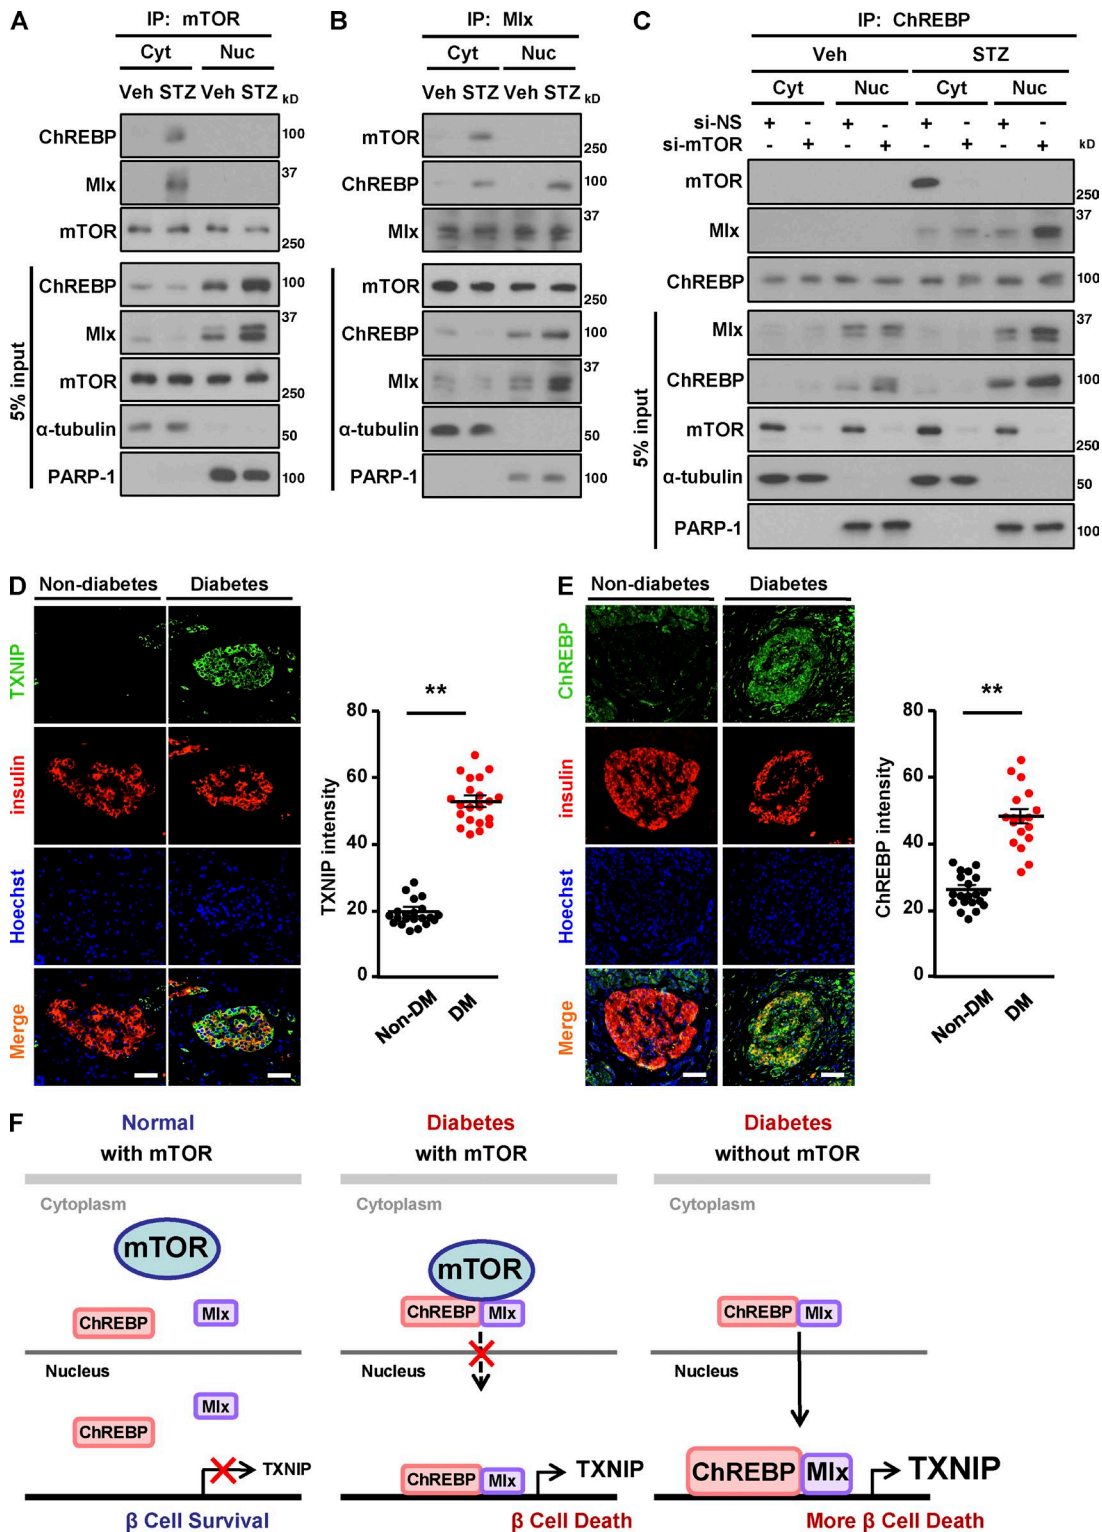 A
IP: mTOR
Cyt Nuc
Veh STZ Veh STZ kD
ChREBP 100
Mlx 37
mTOR 250
5% input
ChREBP 100
Mlx 37
mTOR 250
α-tubulin 50
PARP-1 100
B
IP: Mlx
Cyt Nuc
Veh STZ Veh STZ kD
mTOR 250
ChREBP 100
Mlx 37
mTOR 250
ChREBP 100
Mlx 37
α-tubulin 50
PARP-1 100
5% input
C
IP: ChREBP
Veh STZ
Cyt Nuc Cyt Nuc
si-NS + - + - + - + -
si-mTOR - + - + - + - + kD
mTOR 250
Mlx 37
ChREBP 100
5% input
Mlx 37
ChREBP 100
mTOR 250
α-tubulin 50
PARP-1 100
D
Non-diabetes Diabetes
TXNIP
insulin
Hoechst
Merge
TXNIP intensity
80
60
40
20
0
**
Non-DM DM
E
Non-diabetes Diabetes
ChREBP
insulin
Hoechst
Merge
ChREBP intensity
80
60
40
20
0
**
Non-DM DM
F
Normal
with mTOR
Cytoplasm
mTOR
ChREBP Mlx
Nucleus
Mlx
ChREBP
TXNIP
β Cell Survival
Diabetes
with mTOR
Cytoplasm
mTOR
ChREBP Mlx
Nucleus
ChREBP Mlx
TXNIP
β Cell Death
Diabetes
without mTOR
Cytoplasm
ChREBP Mlx
Nucleus
ChREBP Mlx
TXNIP
More β Cell Death